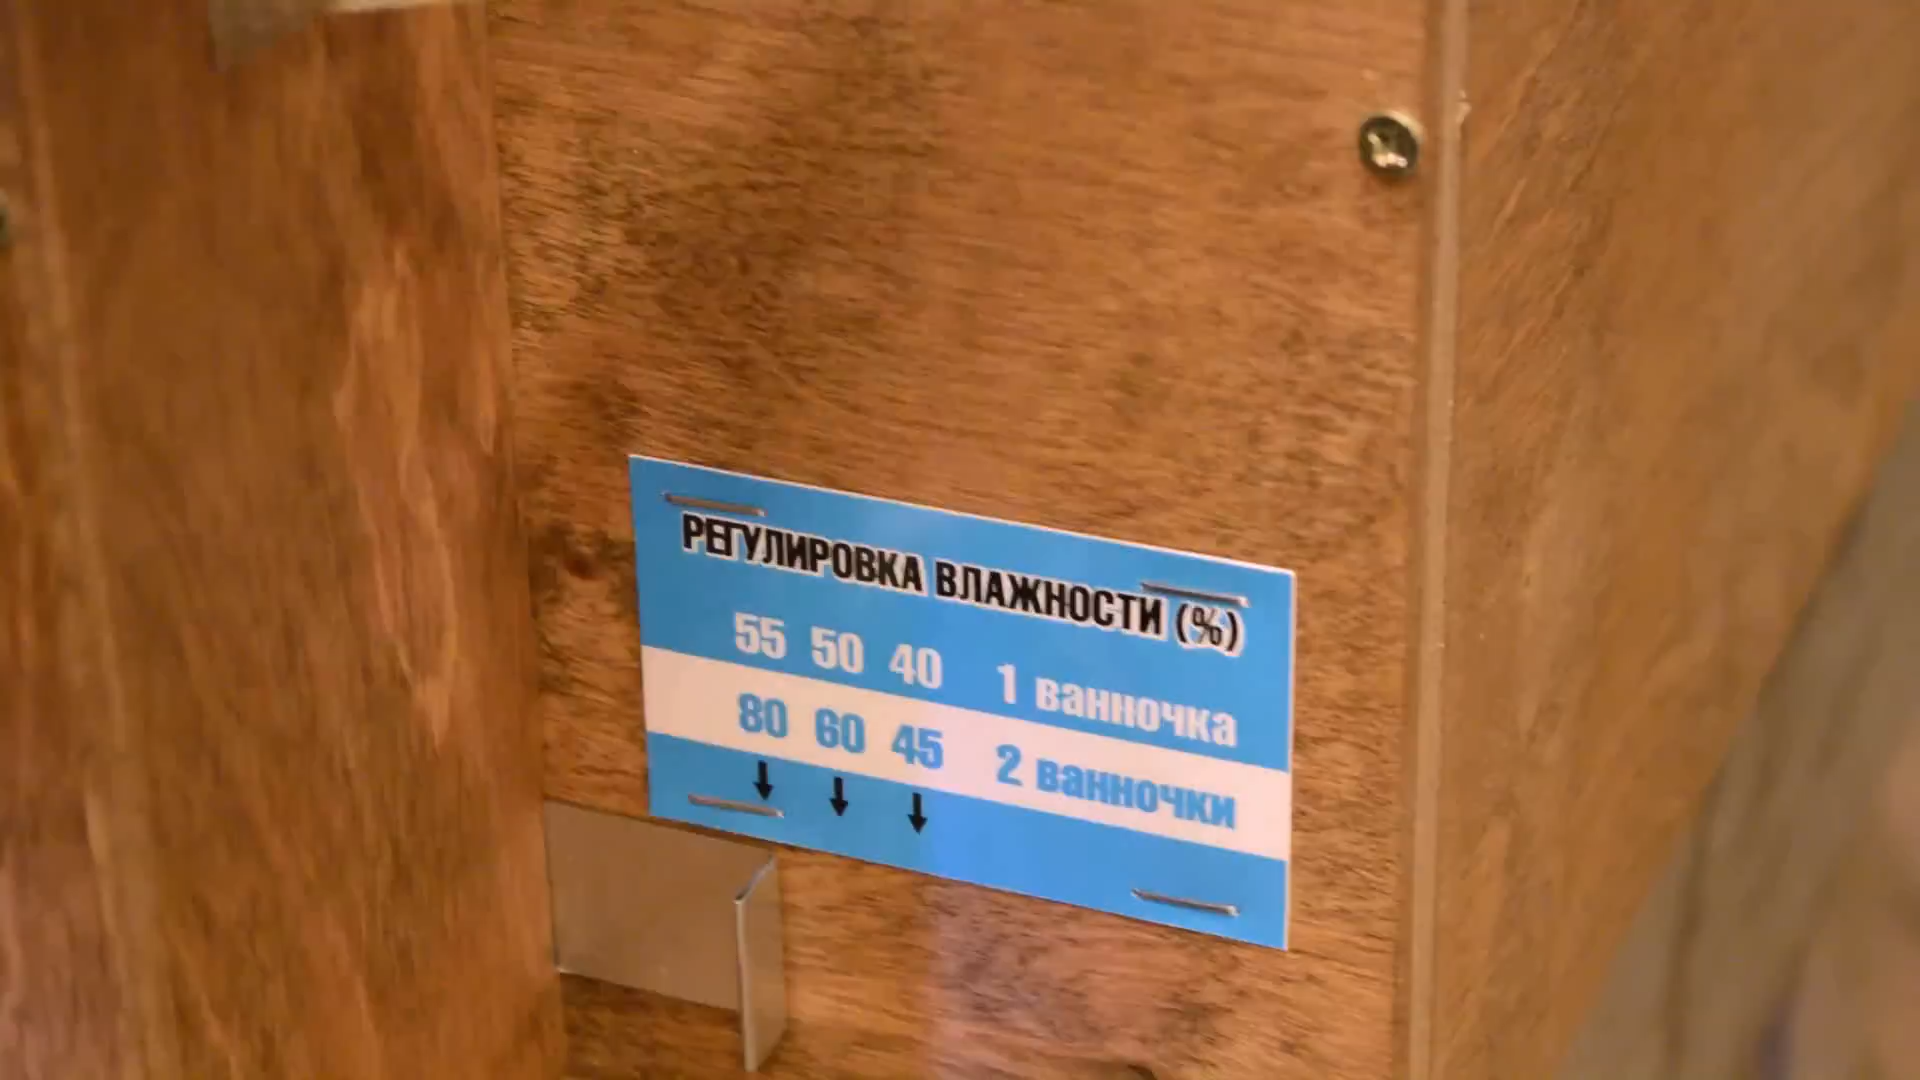 РЕГУЛИРОВКА ВЛАЖНОСТИ (%)
55 50 40 1 ванночка
80 60 45 2 ванночки